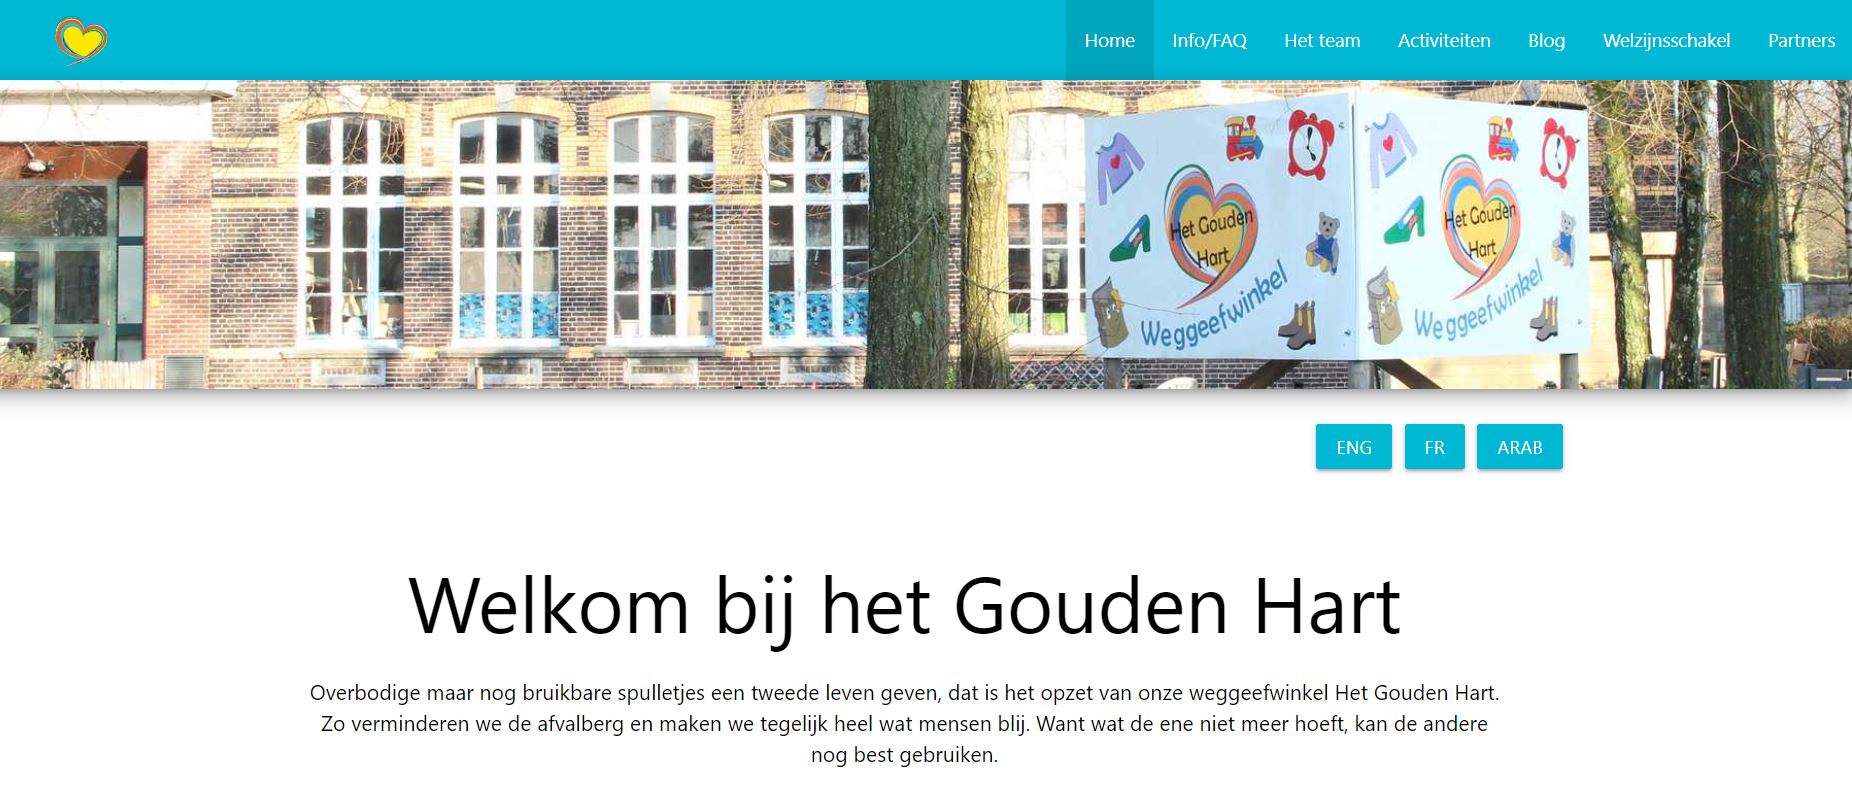 Home Info/FAQ Het team Activiteiten Blog Welzijnsschakel Partners
Het Gouden
Hart
Weggeefwinkel
Het Gouden
Hart
Weggeefwinkel
ENG FR ARAB
Welkom bij het Gouden Hart
Overbodige maar nog bruikbare spulletjes een tweede leven geven, dat is het opzet van onze weggeefwinkel Het Gouden Hart.
Zo verminderen we de afvalberg en maken we tegelijk heel wat mensen blij. Want wat de ene niet meer hoeft, kan de andere
nog best gebruiken.